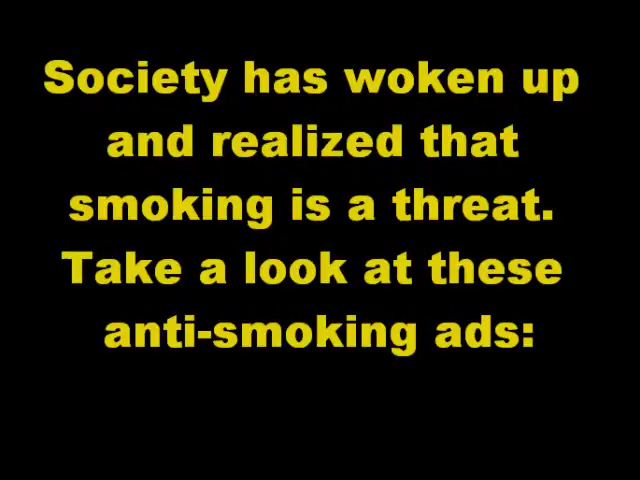 Society has woken up
and realized that
smoking is a threat.
Take a look at these
anti-smoking ads: